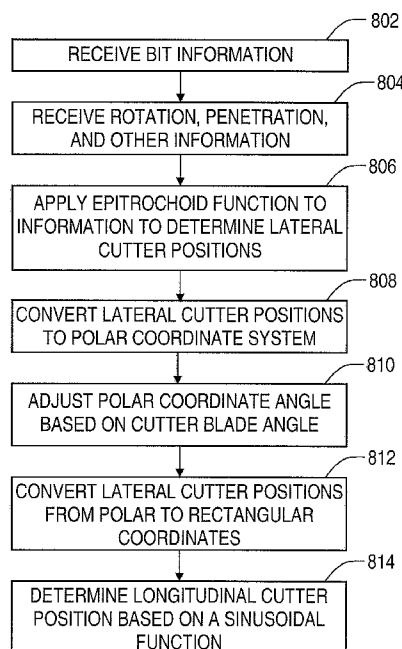 802
RECEIVE BIT INFORMATION
804
RECEIVE ROTATION, PENETRATION,
AND OTHER INFORMATION
806
APPLY EPITROCHOID FUNCTION TO
INFORMATION TO DETERMINE LATERAL
CUTTER POSITIONS
808
CONVERT LATERAL CUTTER POSITIONS
TO POLAR COORDINATE SYSTEM
810
ADJUST POLAR COORDINATE ANGLE
BASED ON CUTTER BLADE ANGLE
812
CONVERT LATERAL CUTTER POSITIONS
FROM POLAR TO RECTANGULAR
COORDINATES
814
DETERMINE LONGITUDINAL CUTTER
POSITION BASED ON A SINUSOIDAL
FUNCTION